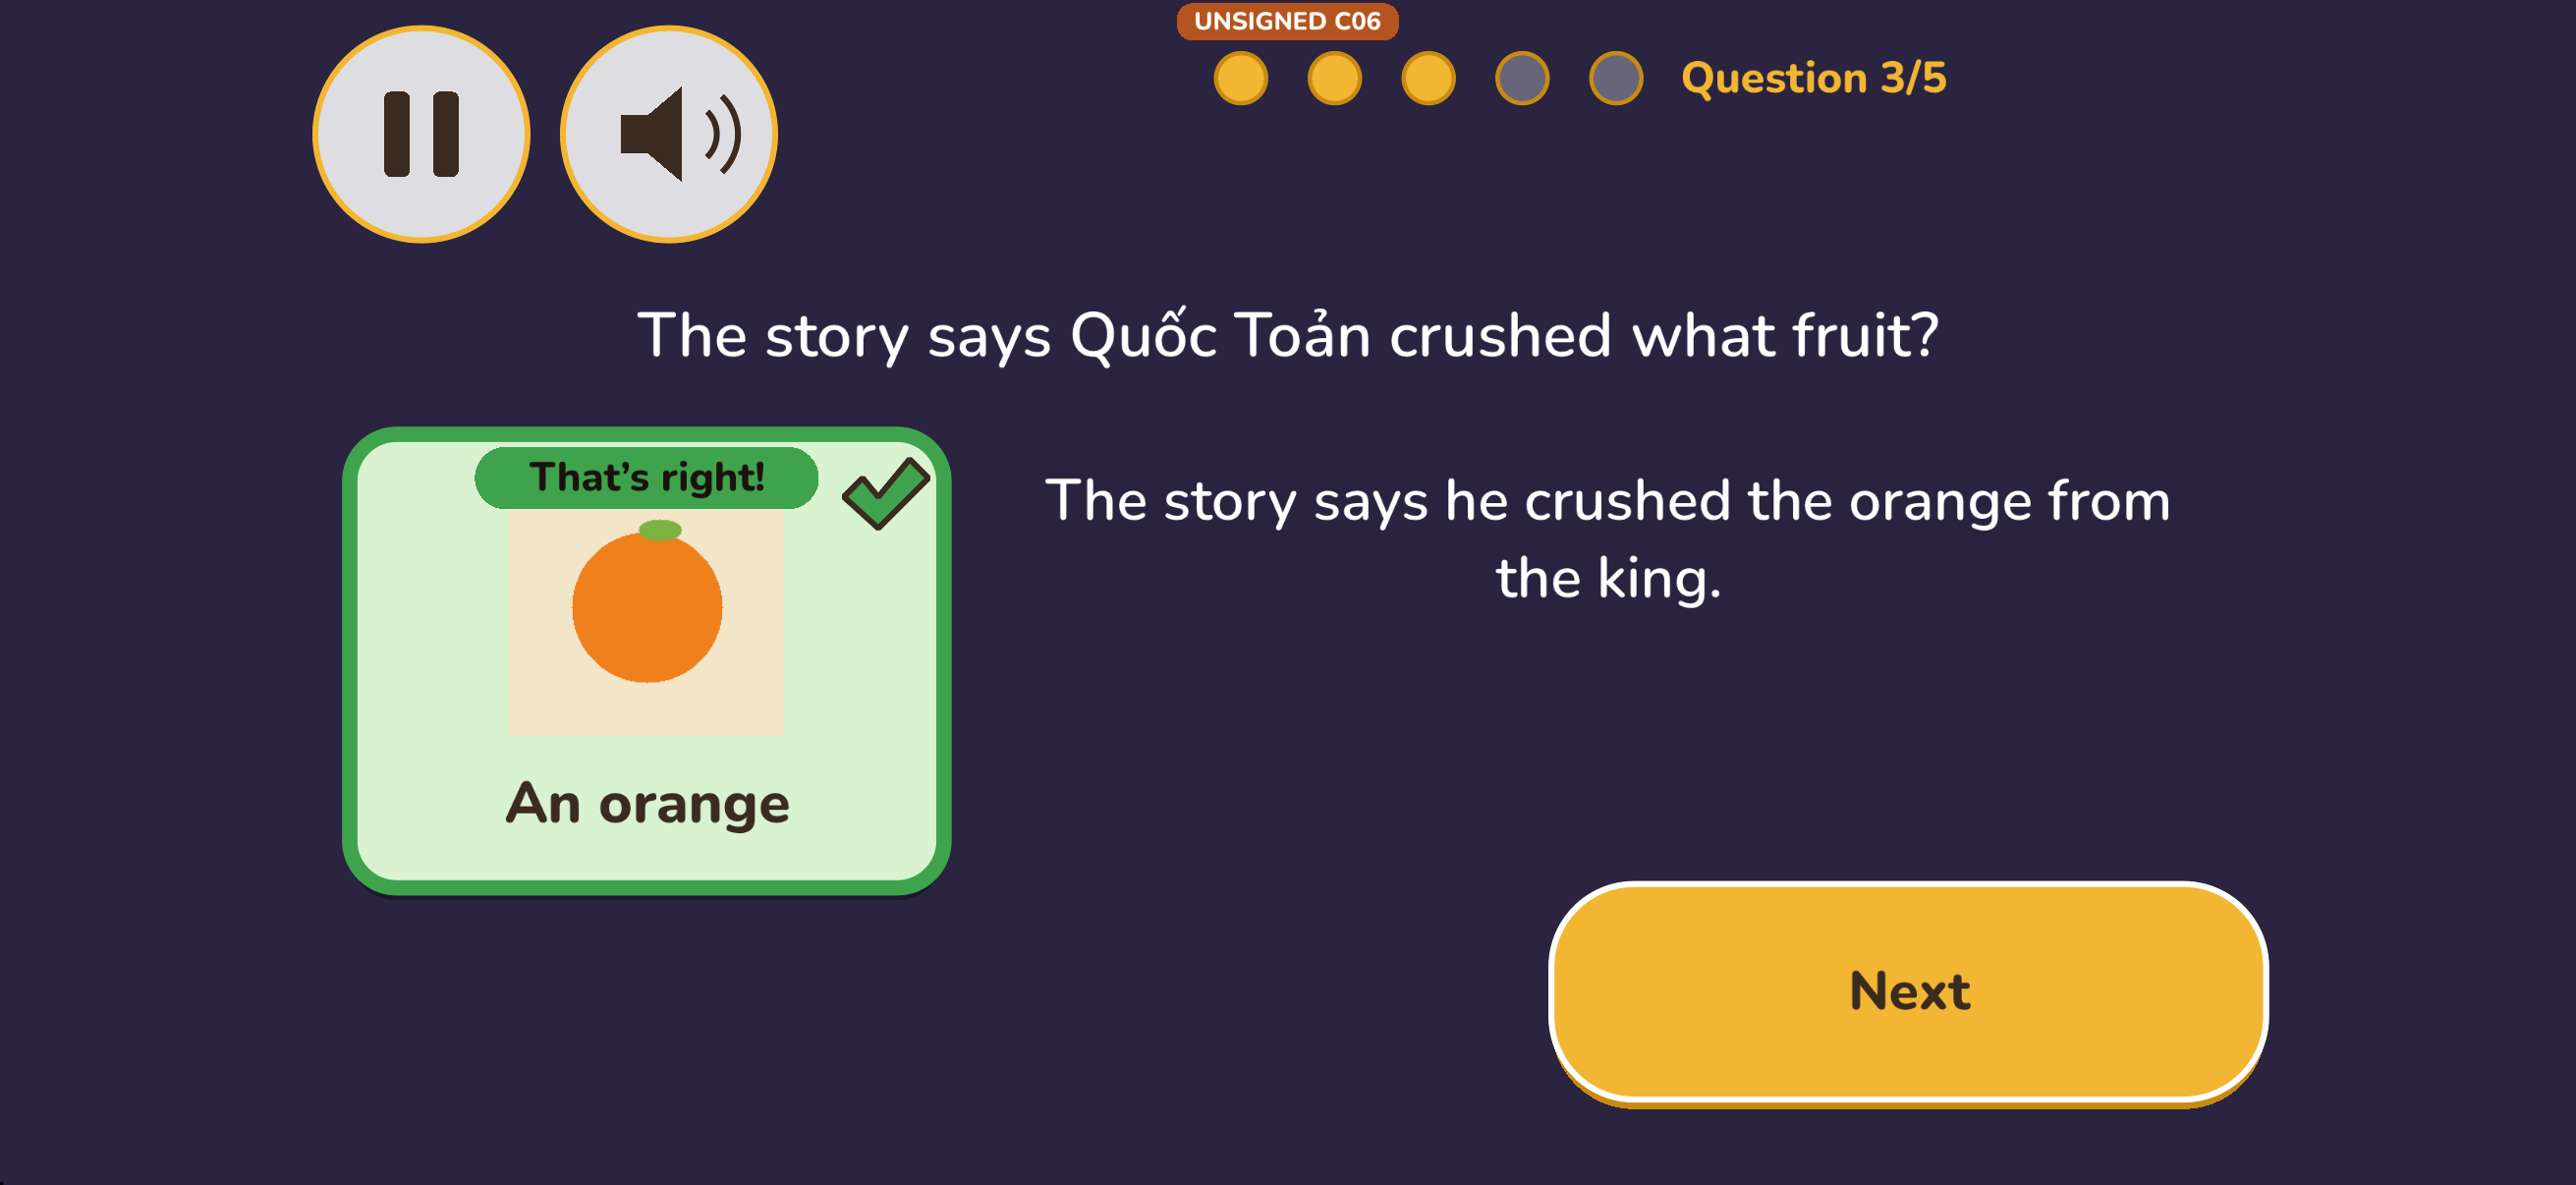 UNSIGNED C06
Question 3/5
The story says Quốc Toản crushed what fruit?
That's right!
An orange
The story says he crushed the orange from
the king.
Next